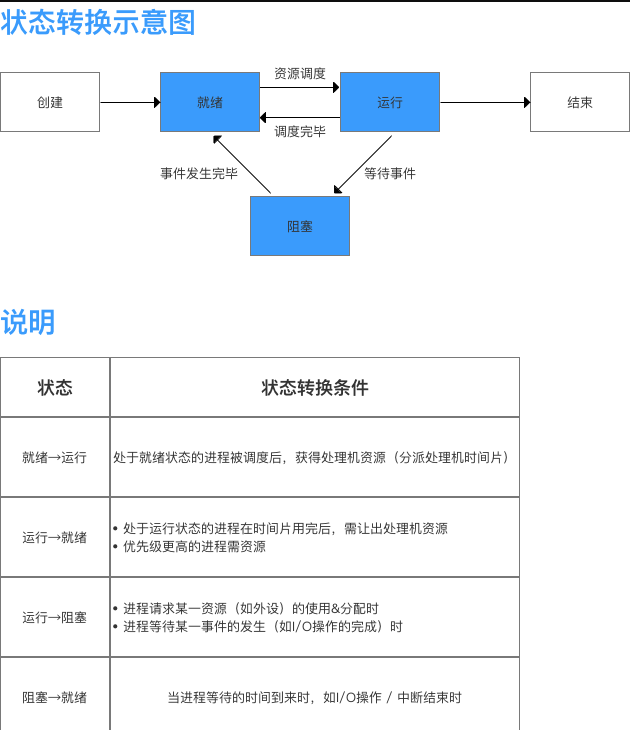 状态转换示意图
资源调度
创建
就绪
运行
结束
调度完毕
事件发生完毕
等待事件
阻塞
说明
状态
状态转换条件
就绪→运行
处于就绪状态的进程被调度后，获得处理机资源（分派处理机时间片）
运行→就绪
• 处于运行状态的进程在时间片用完后，需让出处理机资源
• 优先级更高的进程需资源
运行→阻塞
• 进程请求某一资源（如外设）的使用&分配时
• 进程等待某一事件的发生（如I/O操作的完成）时
阻塞→就绪
当进程等待的时间到来时，如I/O操作 / 中断结束时